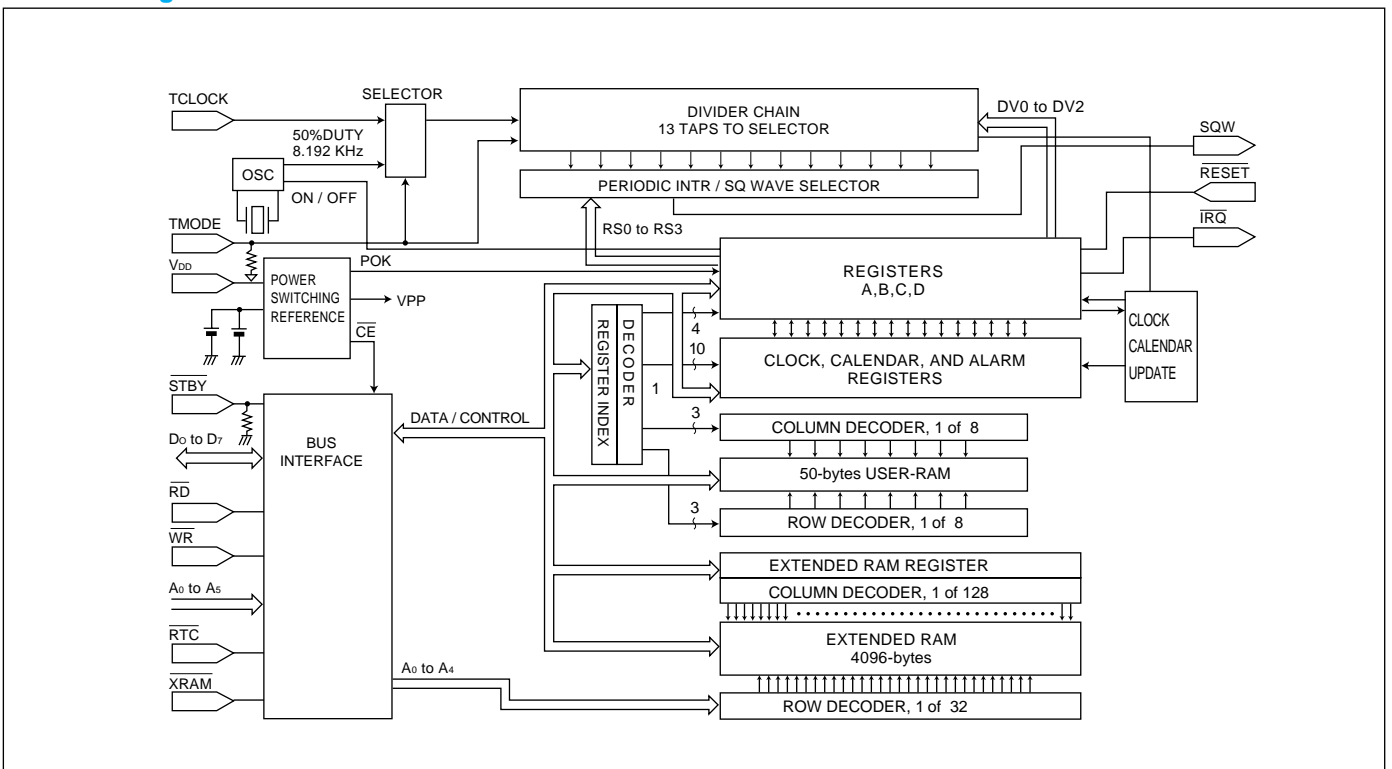 TCLOCK
SELECTOR
50%DUTY
8.192 KHz
OSC
ON / OFF
DIVIDER CHAIN
13 TAPS TO SELECTOR
DV0 to DV2
SQW
RESET
PERIODIC INTR / SQ WAVE SELECTOR
TMODE
RS0 to RS3
IRQ
VDD
POK
POWER
SWITCHING
REFERENCE
VPP
CE
REGISTERS
A,B,C,D
REGISTER INDEX
DECODER
4
10
1
3
3
CLOCK, CALENDAR, AND ALARM
REGISTERS
CLOCK
CALENDAR
UPDATE
STBY
D0 to D7
RD
WR
A0 to A5
RTC
XRAM
BUS
INTERFACE
DATA / CONTROL
COLUMN DECODER, 1 of 8
50-bytes USER-RAM
ROW DECODER, 1 of 8
EXTENDED RAM REGISTER
COLUMN DECODER, 1 of 128
EXTENDED RAM
4096-bytes
A0 to A4
ROW DECODER, 1 of 32